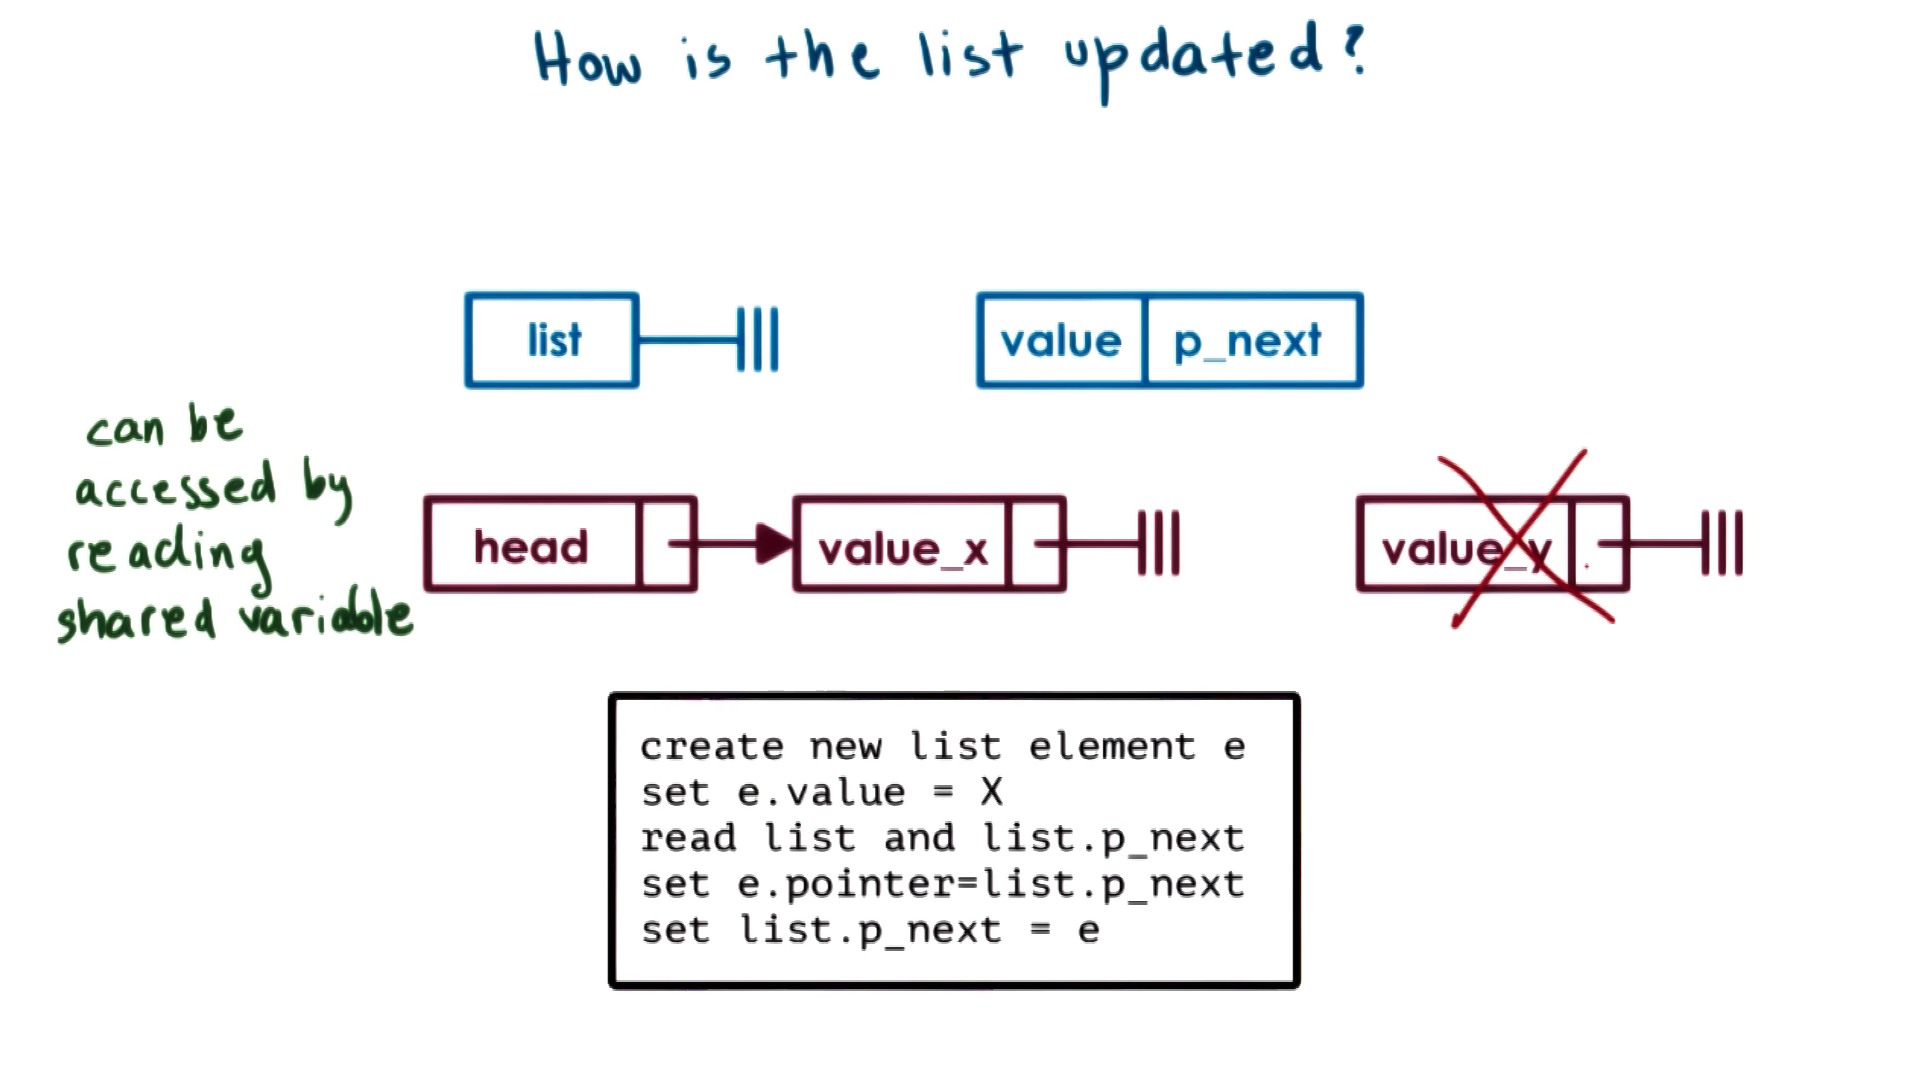 How is the list updated?
list
value p_next
can be
accessed by
reading
shared variable
head value_x value_y
create new list element e
set e.value = X
read list and list.p_next
set e.pointer=list.p_next
set list.p_next = e